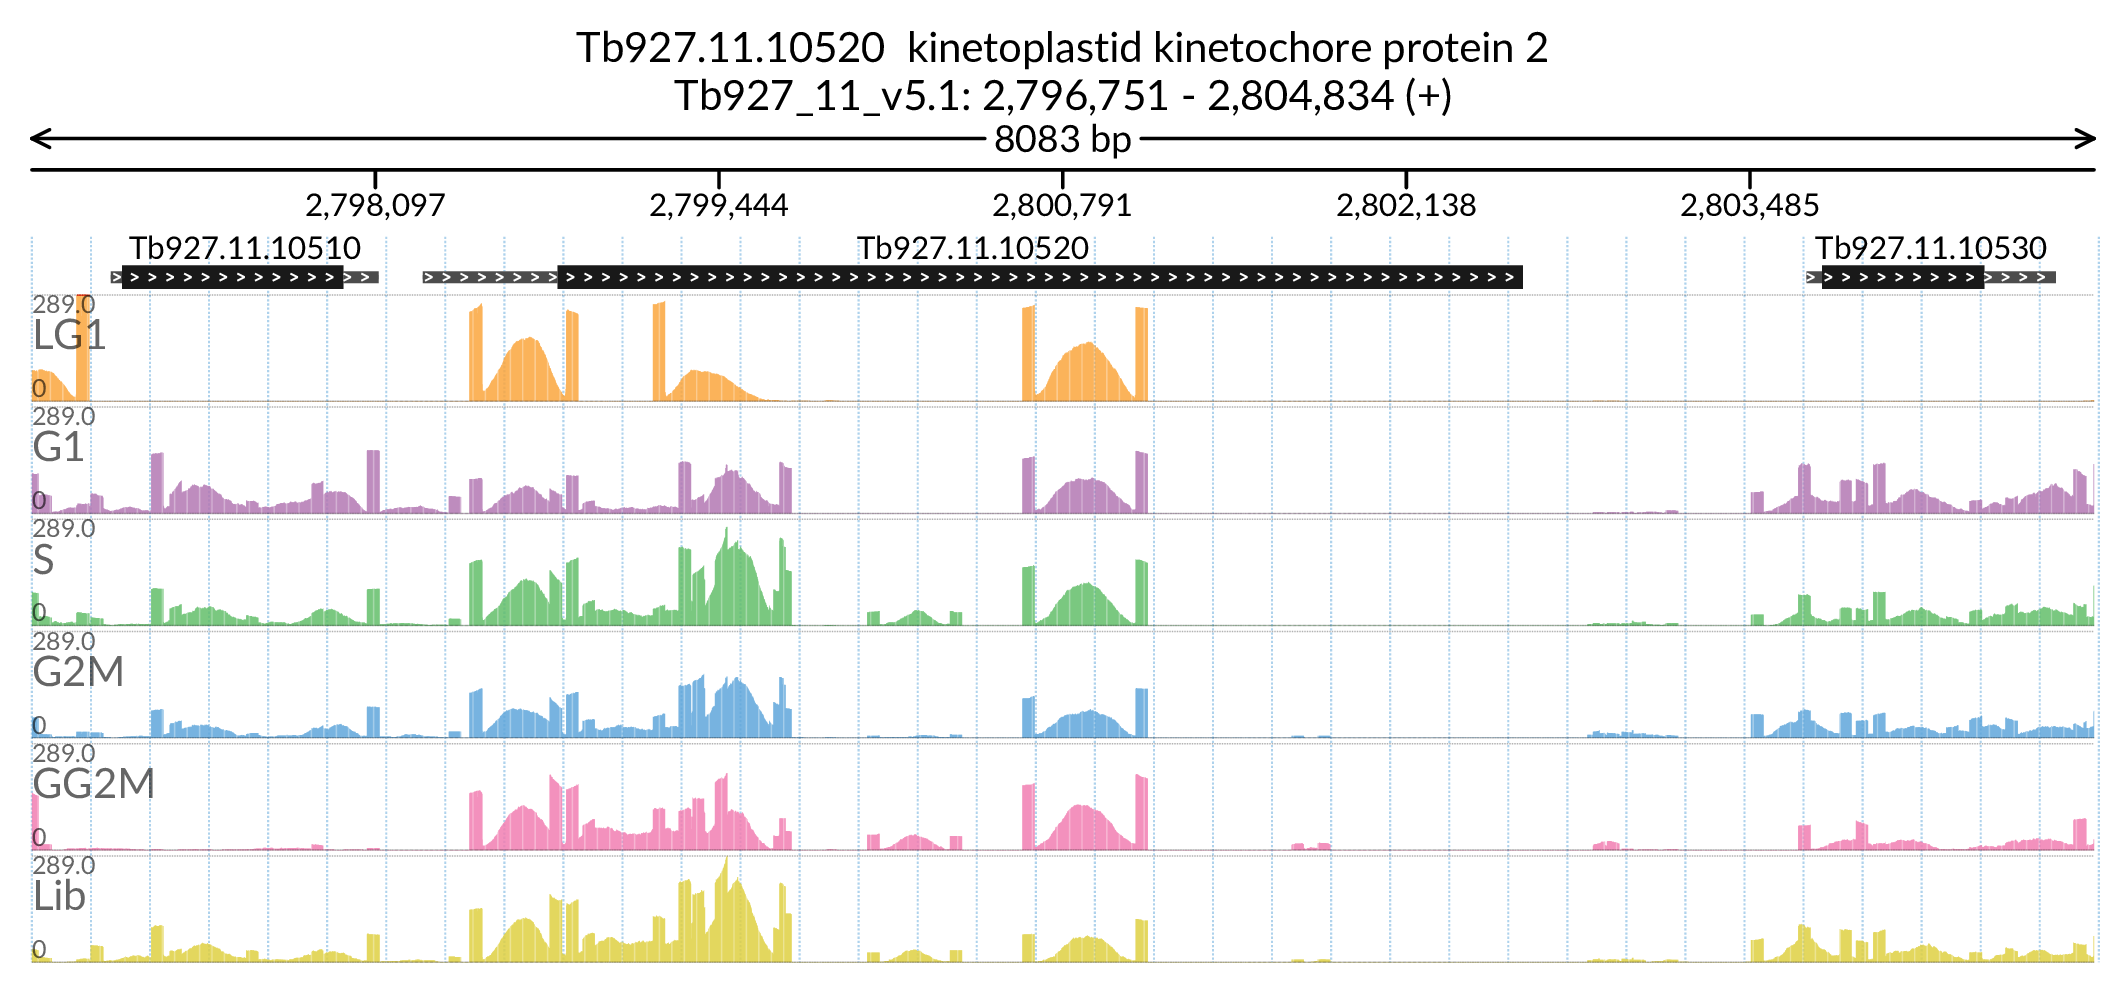 Tb927.11.10520 kinetoplastid kinetochore protein 2
Tb927_11_v5.1: 2,796,751 - 2,804,834 (+)
8083 bp
2,798,097 2,799,444 2,800,791 2,802,138 2,803,485
Tb927.11.10510 Tb927.11.10520 Tb927.11.10530
289.0
LG1
0
289.0
G1
0
289.0
S
0
289.0
G2M
0
289.0
GG2M
0
289.0
Lib
0